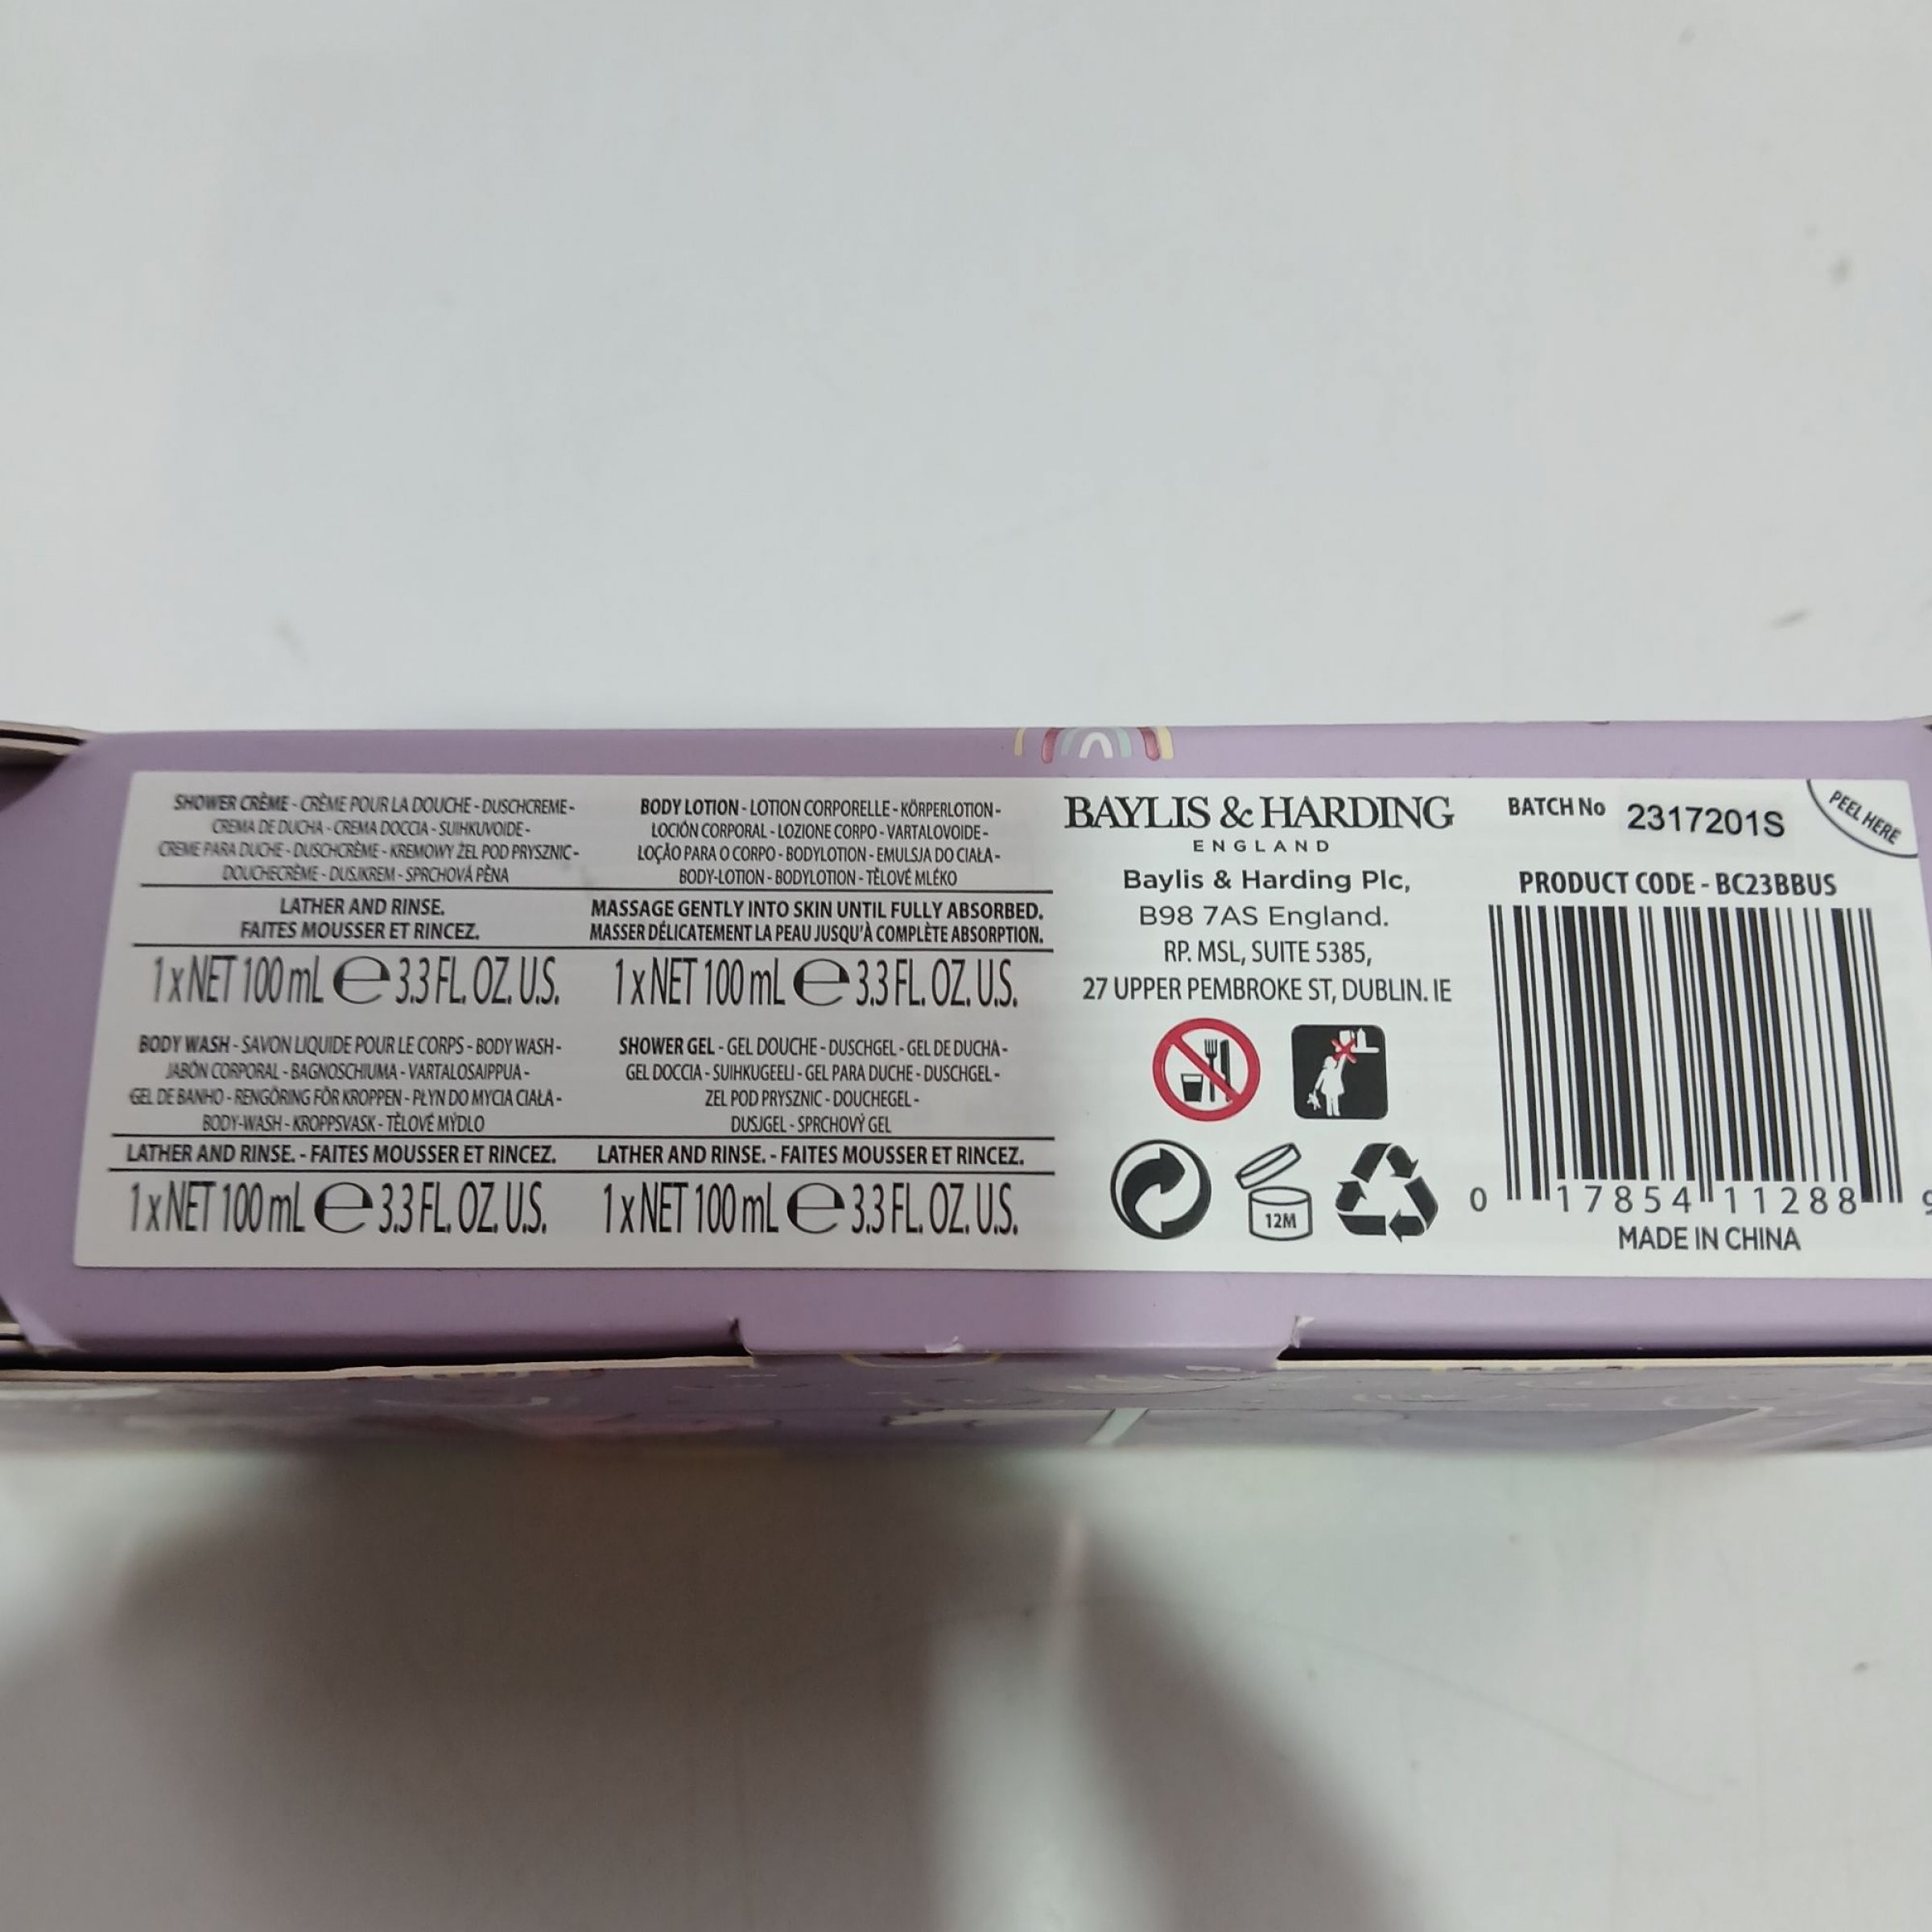 SHOWER CRÈME - CRÈME POUR LA DOUCHE - DUSCHCREME -
CREMA DE DUCHA - CREMA DOCCIA - SUIHKUVOIDE -
CREME PARA DUCHE - DUSCHCRÈME - KREMOWY ŻEL POD PRYSZNIC -
DOUCHECRÈME - DUSJKREM - SPRCHOVÁ PĚNA
LATHER AND RINSE.
FAITES MOUSSER ET RINCEZ.
1 x NET 100 mL e 3.3 FL. OZ. U.S.
BODY LOTION - LOTION CORPORELLE - KÖRPERLOTION -
LOCIÓN CORPORAL - LOZIONE CORPO - VARTALOVOIDE -
LOÇÃO PARA O CORPO - BODYLOTION - EMULSJA DO CIAŁA -
BODY-LOTION - BODYLOTION - TĚLOVÉ MLÉKO
MASSAGE GENTLY INTO SKIN UNTIL FULLY ABSORBED.
MASSER DÉLICATEMENT LA PEAU JUSQU'À COMPLÈTE ABSORPTION.
1 x NET 100 mL e 3.3 FL. OZ. U.S.
BODY WASH - SAVON LIQUIDE POUR LE CORPS - BODY WASH -
JABÓN CORPORAL - BAGNOSCHIUMA - VARTALOSAIPPUA -
GEL DE BANHO - RENGÖRING FÖR KROPPEN - PŁYN DO MYCIA CIAŁA -
BODY-WASH - KROPPSVASK - TĚLOVÉ MÝDLO
LATHER AND RINSE. - FAITES MOUSSER ET RINCEZ.
1 x NET 100 mL e 3.3 FL. OZ. U.S.
SHOWER GEL - GEL DOUCHE - DUSCHGEL - GEL DE DUCHA -
GEL DOCCIA - SUIHKUGEELI - GEL PARA DUCHE - DUSCHGEL -
ŻEL POD PRYSZNIC - DOUCHEGEL -
DUSJGEL - SPRCHOVÝ GEL
LATHER AND RINSE. - FAITES MOUSSER ET RINCEZ.
1 x NET 100 mL e 3.3 FL. OZ. U.S.
BAYLIS & HARDING
ENGLAND
Baylis & Harding Plc,
B98 7AS England.
RP. MSL, SUITE 5385,
27 UPPER PEMBROKE ST, DUBLIN. IE
12M
BATCH No 2317201S
PEEL HERE
PRODUCT CODE - BC23BBUS
0 17854 11288 9
MADE IN CHINA